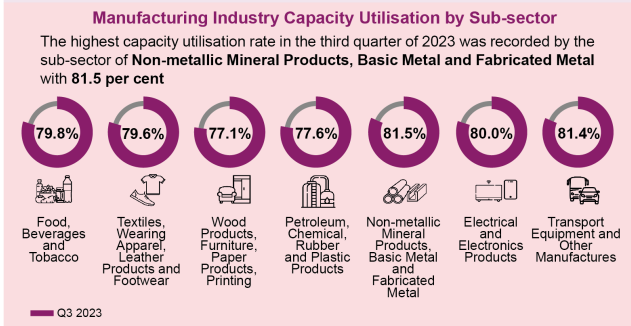 Manufacturing Industry Capacity Utilisation by Sub-sector
The highest capacity utilisation rate in the third quarter of 2023 was recorded by the
sub-sector of Non-metallic Mineral Products, Basic Metal and Fabricated Metal
with 81.5 per cent
79.8%
79.6%
77.1%
77.6%
81.5%
80.0%
81.4%
Food,
Beverages
and
Tobacco
Textiles,
Wearing
Apparel,
Leather
Products and
Footwear
Wood
Products,
Furniture,
Paper
Products,
Printing
Petroleum,
Chemical,
Rubber
and Plastic
Products
Non-metallic
Mineral
Products,
Basic Metal
and
Fabricated
Metal
Electrical
and
Electronics
Products
Transport
Equipment and
Other
Manufactures
Q3 2023